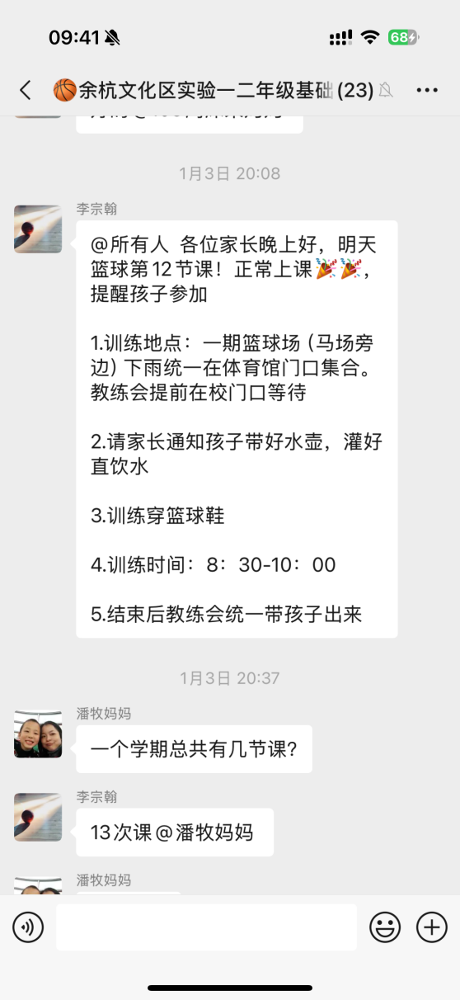 09:41
68
余杭文化区实验一二年级基础(23)
1月3日 20:08
李宗翰
@所有人 各位家长晚上好，明天
篮球第12节课！正常上课🎉🎉，
提醒孩子参加
1.训练地点：一期篮球场（马场旁
边）下雨统一在体育馆门口集合。
教练会提前在校门口等待
2.请家长通知孩子带好水壶，灌好
直饮水
3.训练穿篮球鞋
4.训练时间：8：30-10：00
5.结束后教练会统一带孩子出来
1月3日 20:37
潘牧妈妈
一个学期总共有几节课?
李宗翰
13次课@潘牧妈妈
潘牧妈妈